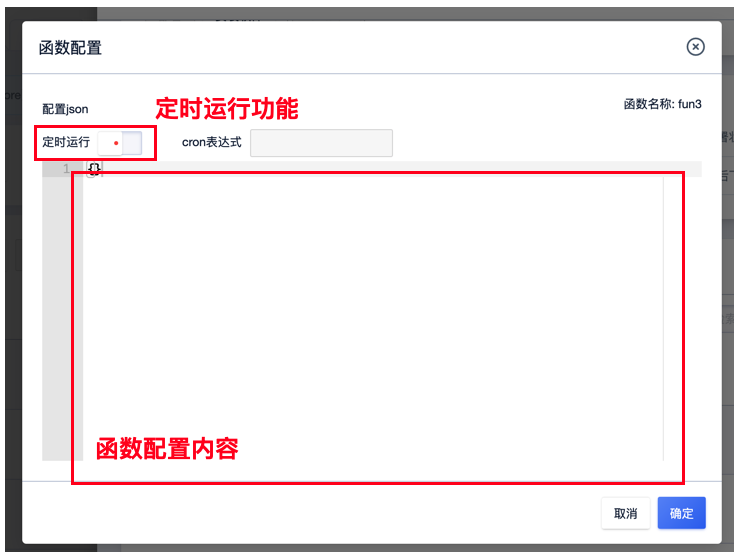 函数配置
配置json
定时运行功能
函数名称: fun3
定时运行
cron表达式
1
{}
函数配置内容
取消
确定